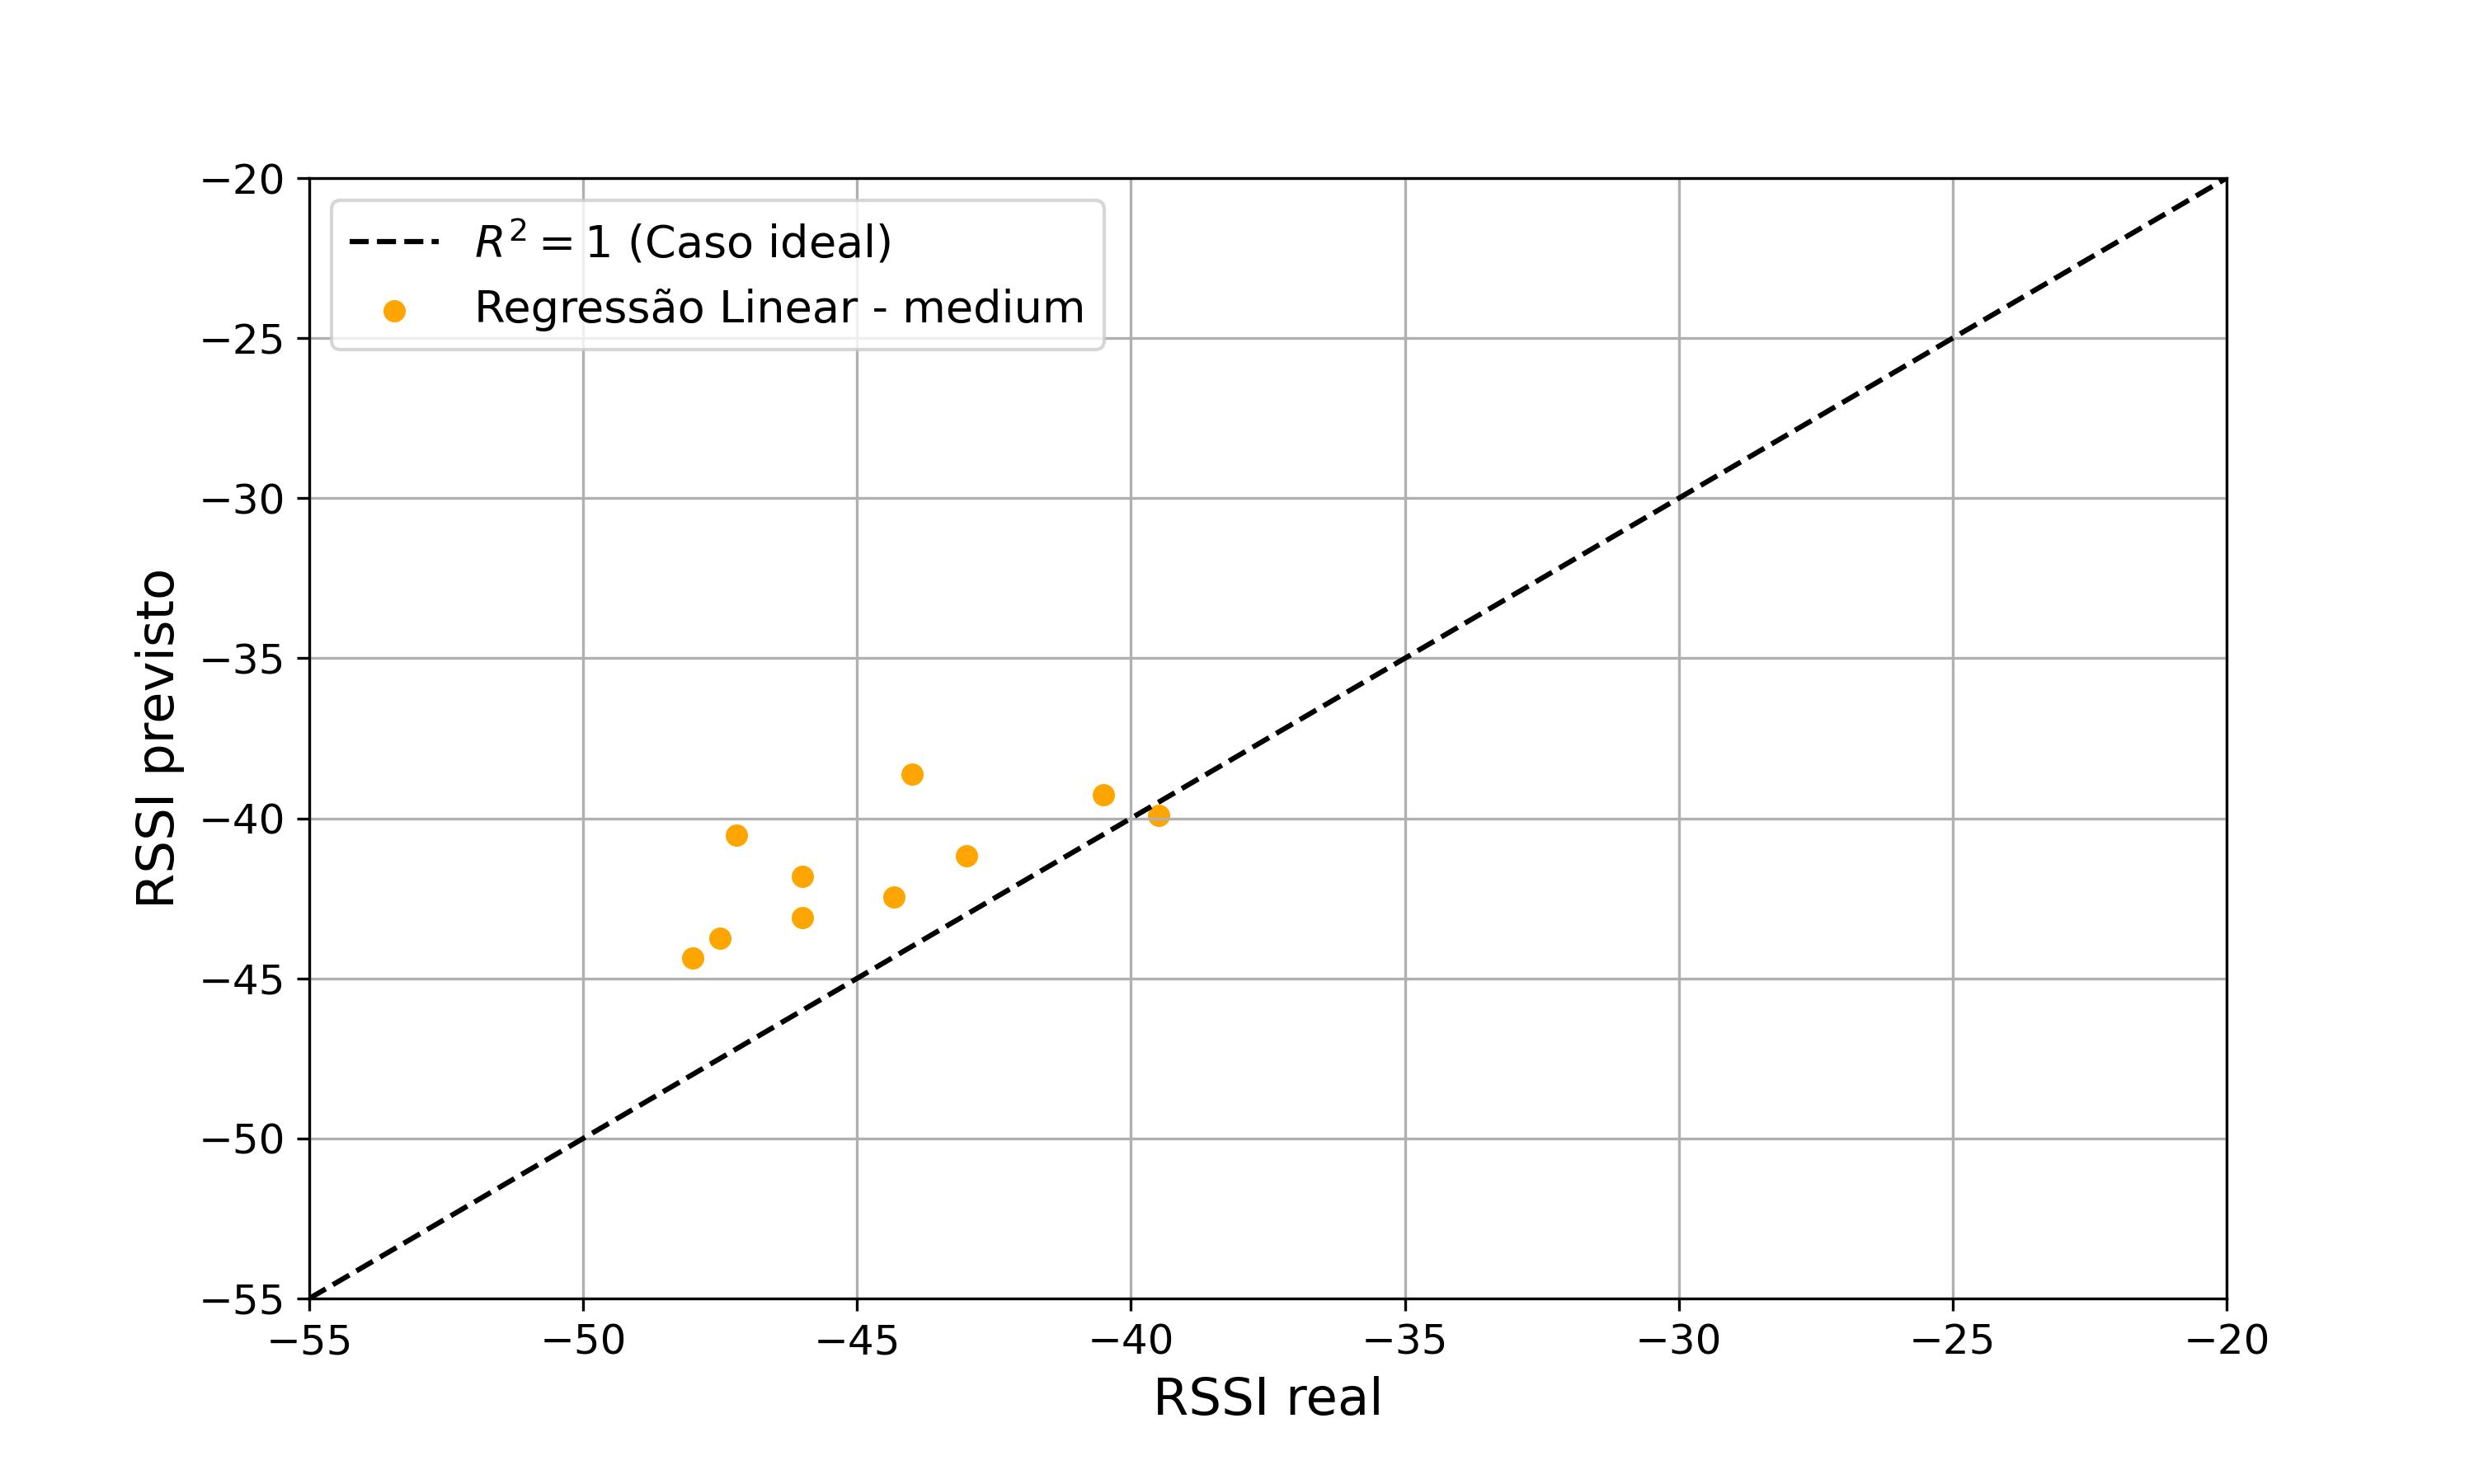 R² = 1 (Caso ideal)
Regressão Linear - medium
−20
−25
−30
−35
−40
−45
−50
−55
RSSI previsto
−55 −50 −45 −40 −35 −30 −25 −20
RSSI real